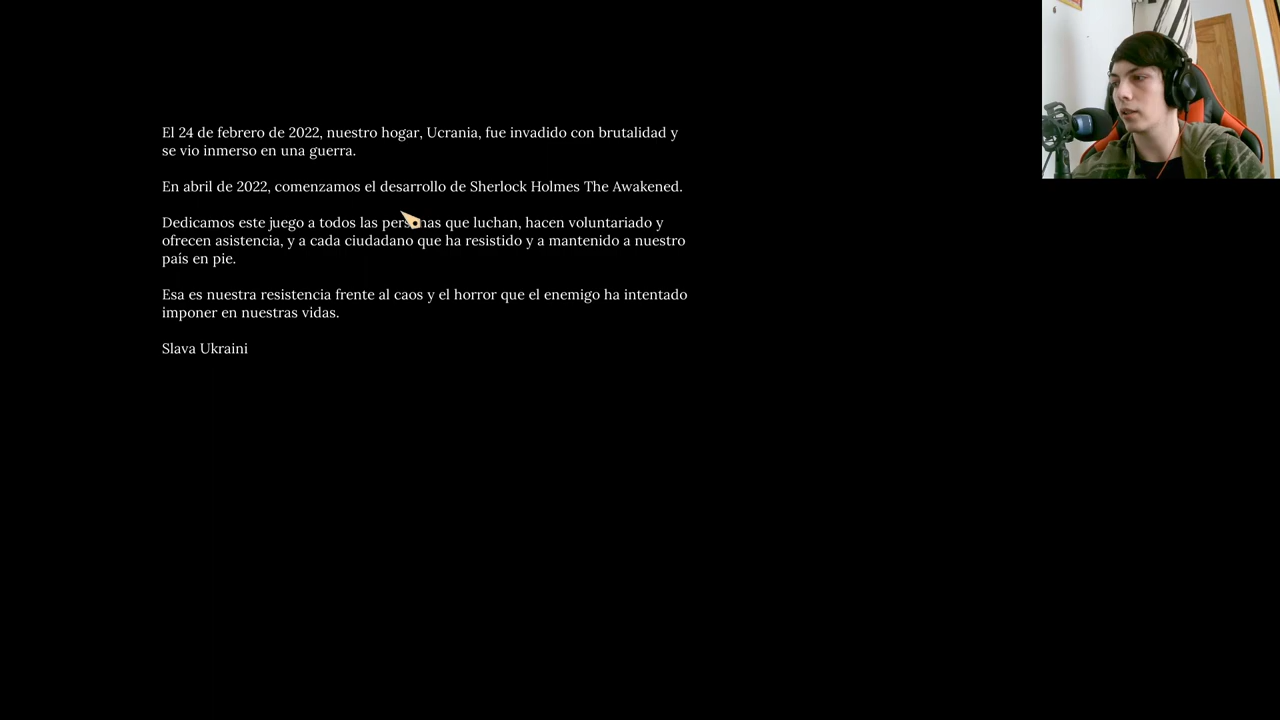 El 24 de febrero de 2022, nuestro hogar, Ucrania, fue invadido con brutalidad y
se vio inmerso en una guerra.
En abril de 2022, comenzamos el desarrollo de Sherlock Holmes The Awakened.
Dedicamos este juego a todos las personas que luchan, hacen voluntariado y
ofrecen asistencia, y a cada ciudadano que ha resistido y a mantenido a nuestro
país en pie.
Esa es nuestra resistencia frente al caos y el horror que el enemigo ha intentado
imponer en nuestras vidas.
Slava Ukraini